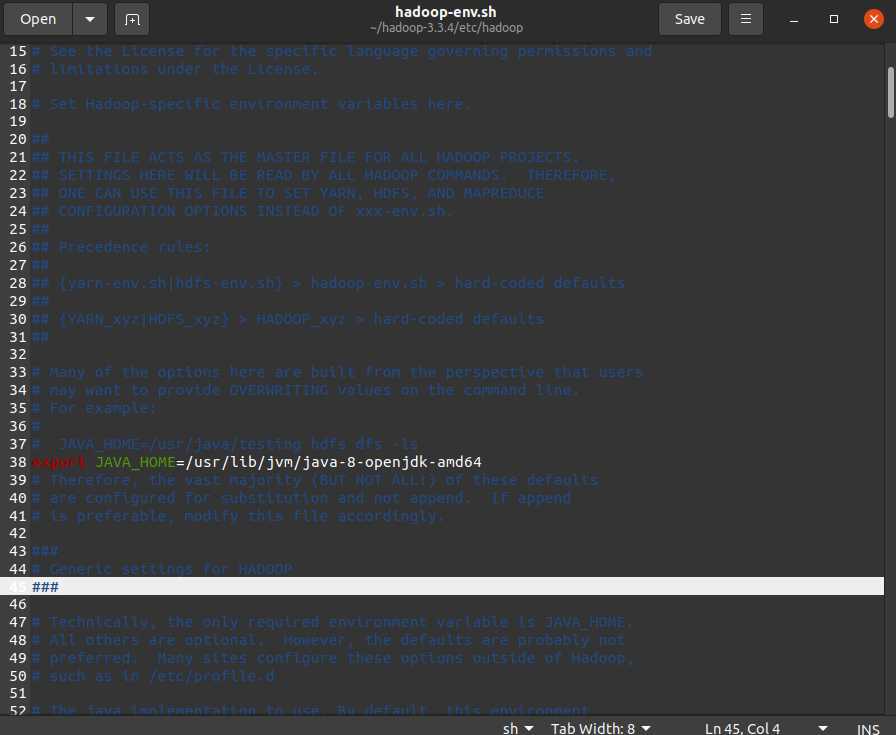 Open
hadoop-env.sh
~/hadoop-3.3.4/etc/hadoop
Save
15 # See the License for the specific language governing permissions and
16 # limitations under the License.
17
18 # Set Hadoop-specific environment variables here.
19
20 ##
21 ## THIS FILE ACTS AS THE MASTER FILE FOR ALL HADOOP PROJECTS.
22 ## SETTINGS HERE WILL BE READ BY ALL HADOOP COMMANDS.  THEREFORE,
23 ## ONE CAN USE THIS FILE TO SET YARN, HDFS, AND MAPREDUCE
24 ## CONFIGURATION OPTIONS INSTEAD OF xxx-env.sh.
25 ##
26 ## Precedence rules:
27 ##
28 ## {yarn-env.sh|hdfs-env.sh} > hadoop-env.sh > hard-coded defaults
29 ##
30 ## {YARN_xyz|HDFS_xyz} > HADOOP_xyz > hard-coded defaults
31 ##
32
33 # Many of the options here are built from the perspective that users
34 # may want to provide OVERWRITING values on the command line.
35 # For example:
36 #
37 #  JAVA_HOME=/usr/java/testing hdfs dfs -ls
38 export JAVA_HOME=/usr/lib/jvm/java-8-openjdk-amd64
39 # Therefore, the vast majority (BUT NOT ALL!) of these defaults
40 # are configured for substitution and not append.  If append
41 # is preferable, modify this file accordingly.
42
43 ###
44 # Generic settings for HADOOP
45 ###
46
47 # Technically, the only required environment variable is JAVA_HOME.
48 # All others are optional.  However, the defaults are probably not
49 # preferred.  Many sites configure these options outside of Hadoop,
50 # such as in /etc/profile.d
51
52 # The java implementation to use. By default, this environment
sh
Tab Width: 8
Ln 45, Col 4
INS